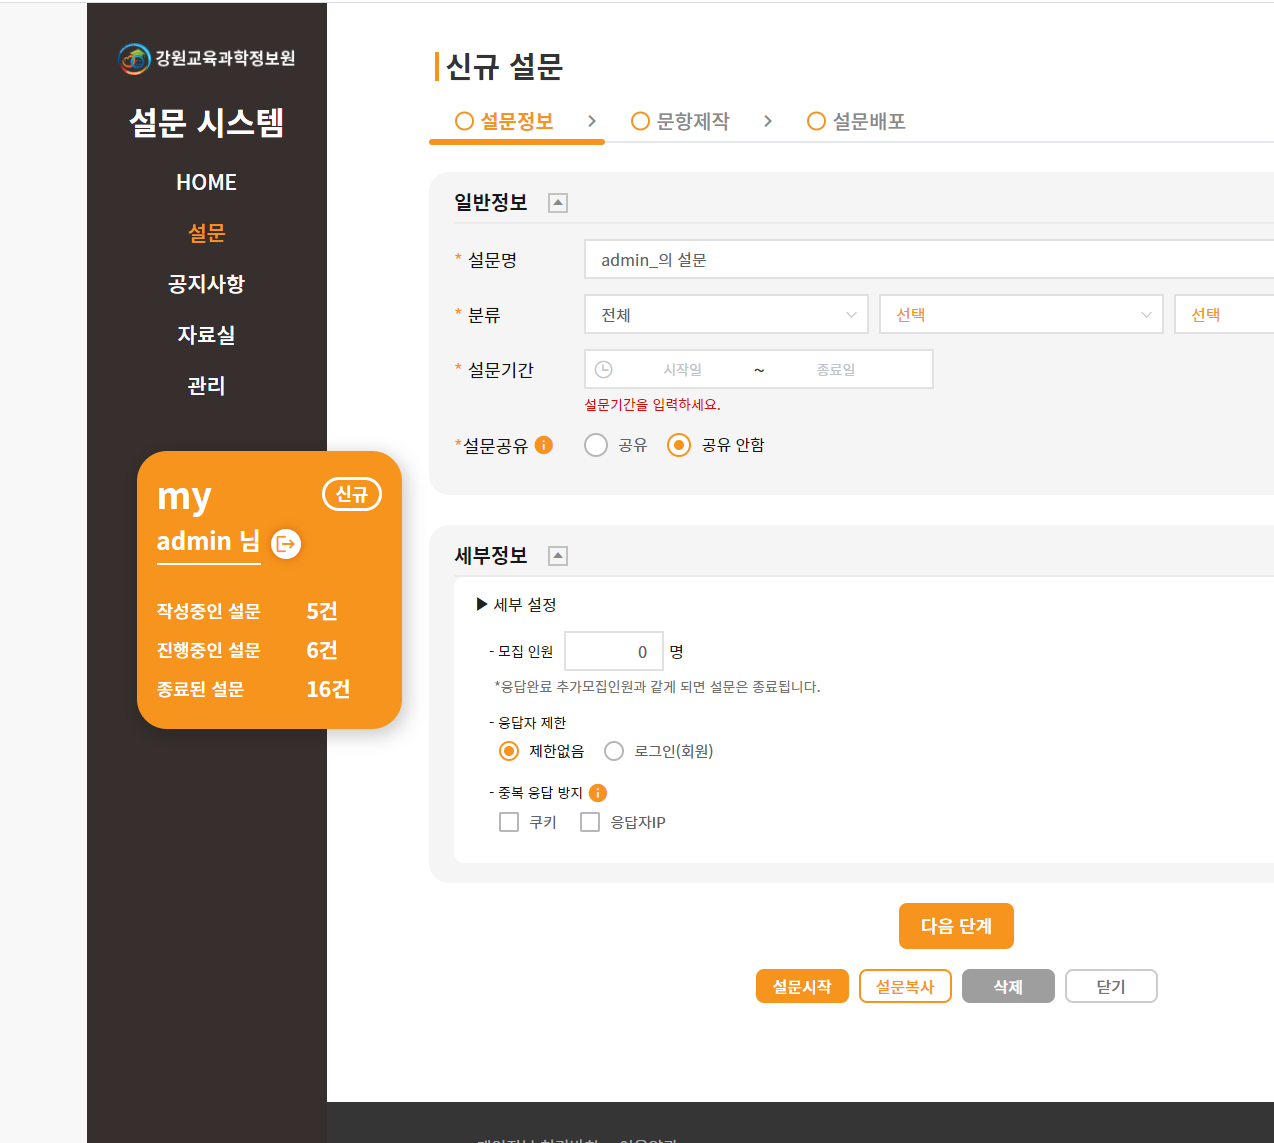 강원교육과학정보원
설문 시스템
HOME
설문
공지사항
자료실
관리
my 신규
admin 님
작성중인 설문 5건
진행중인 설문 6건
종료된 설문 16건
신규 설문
설문정보 > 문항제작 > 설문배포
일반정보
* 설문명 admin_의 설문
* 분류 전체 선택 선택
* 설문기간 시작일 ~ 종료일
설문기간을 입력하세요.
*설문공유 공유 공유 안함
세부정보
▶ 세부 설정
- 모집 인원 0 명
*응답완료 추가모집인원과 같게 되면 설문은 종료됩니다.
- 응답자 제한
제한없음 로그인(회원)
- 중복 응답 방지
쿠키 응답자IP
다음 단계
설문시작 설문복사 삭제 닫기